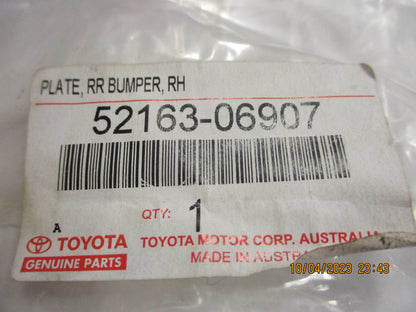 PLATE, RR BUMPER, RH
52163-06907
QTY: 1
A
TOYOTA
GENUINE PARTS
TOYOTA MOTOR CORP. AUSTRALIA
MADE IN AUSTRA
10/04/2023 23:43